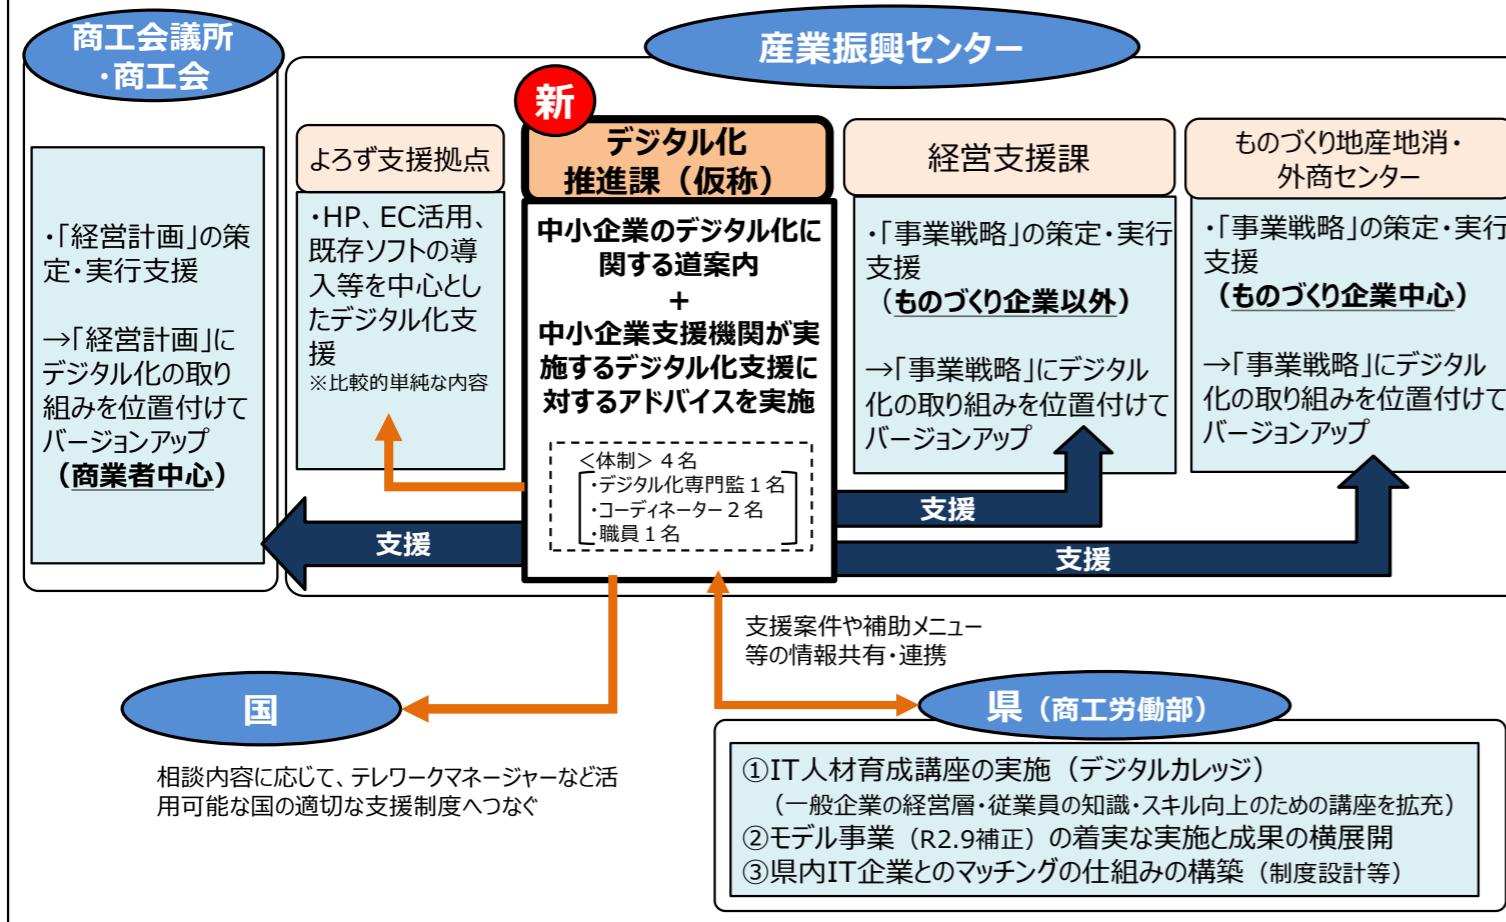 商工会議所
・商工会
・「経営計画」の策
定・実行支援
→「経営計画」に
デジタル化の取り
組みを位置付けて
バージョンアップ
（商業者中心）
産業振興センター
よろず支援拠点
・HP、EC活用、
既存ソフトの導
入等を中心とし
たデジタル化支
援
※比較的単純な内容
新
デジタル化
推進課（仮称）
中小企業のデジタル化に
関する道案内
+
中小企業支援機関が実
施するデジタル化支援に
対するアドバイスを実施
＜体制＞４名
・デジタル化専門監１名
・コーディネーター２名
・職員１名
経営支援課
・「事業戦略」の策定・実行
支援
（ものづくり企業以外）
→「事業戦略」にデジタル
化の取り組みを位置付けて
バージョンアップ
ものづくり地産地消・
外商センター
・「事業戦略」の策定・実行
支援
（ものづくり企業中心）
→「事業戦略」にデジタル
化の取り組みを位置付けて
バージョンアップ
支援
支援
支援
支援案件や補助メニュー
等の情報共有・連携
国
相談内容に応じて、テレワークマネージャーなど活
用可能な国の適切な支援制度へつなぐ
県（商工労働部）
①IT人材育成講座の実施（デジタルカレッジ）
（一般企業の経営層・従業員の知識・スキル向上のための講座を拡充）
②モデル事業（R2.9補正）の着実な実施と成果の横展開
③県内IT企業とのマッチングの仕組みの構築（制度設計等）